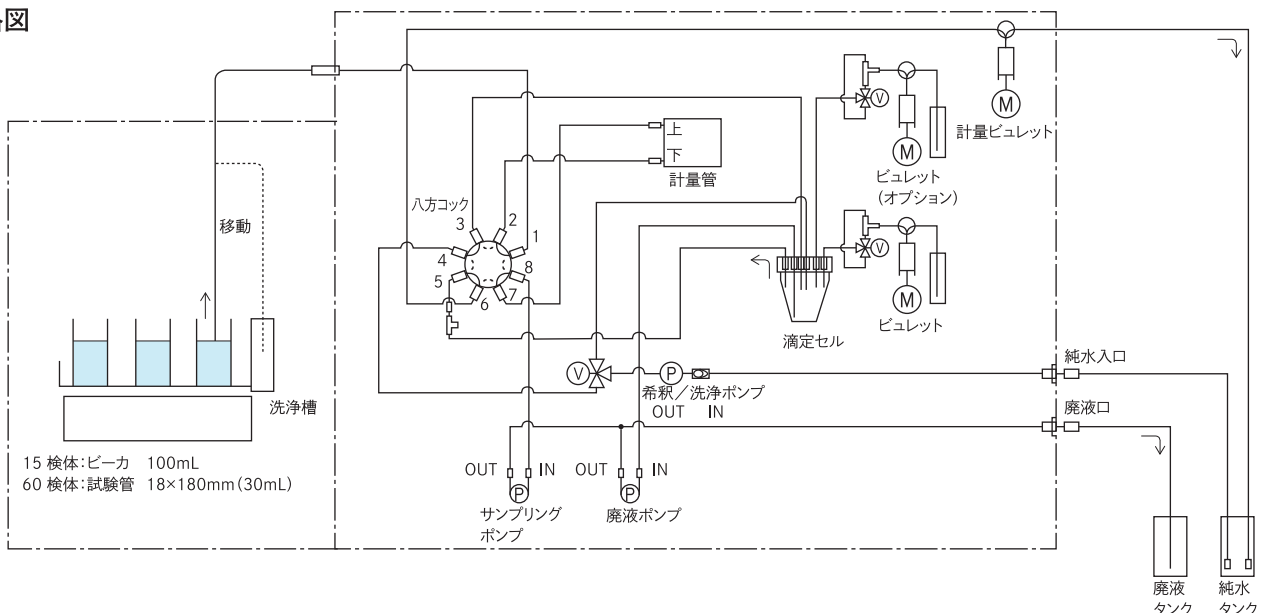 図
移動
洗浄槽
15 検体:ビーカ 100mL
60 検体:試験管 18×180mm(30mL)
八方コック
1
2
3
4
5
6
7
8
上
下
計量管
V
M
ビュレット
(オプション)
M
計量ビュレット
V
M
ビュレット
滴定セル
V
P
希釈/洗浄ポンプ
OUT IN
純水入口
廃液口
OUT IN
P
サンプリング
ポンプ
OUT IN
P
廃液ポンプ
廃液
タンク
純水
タンク